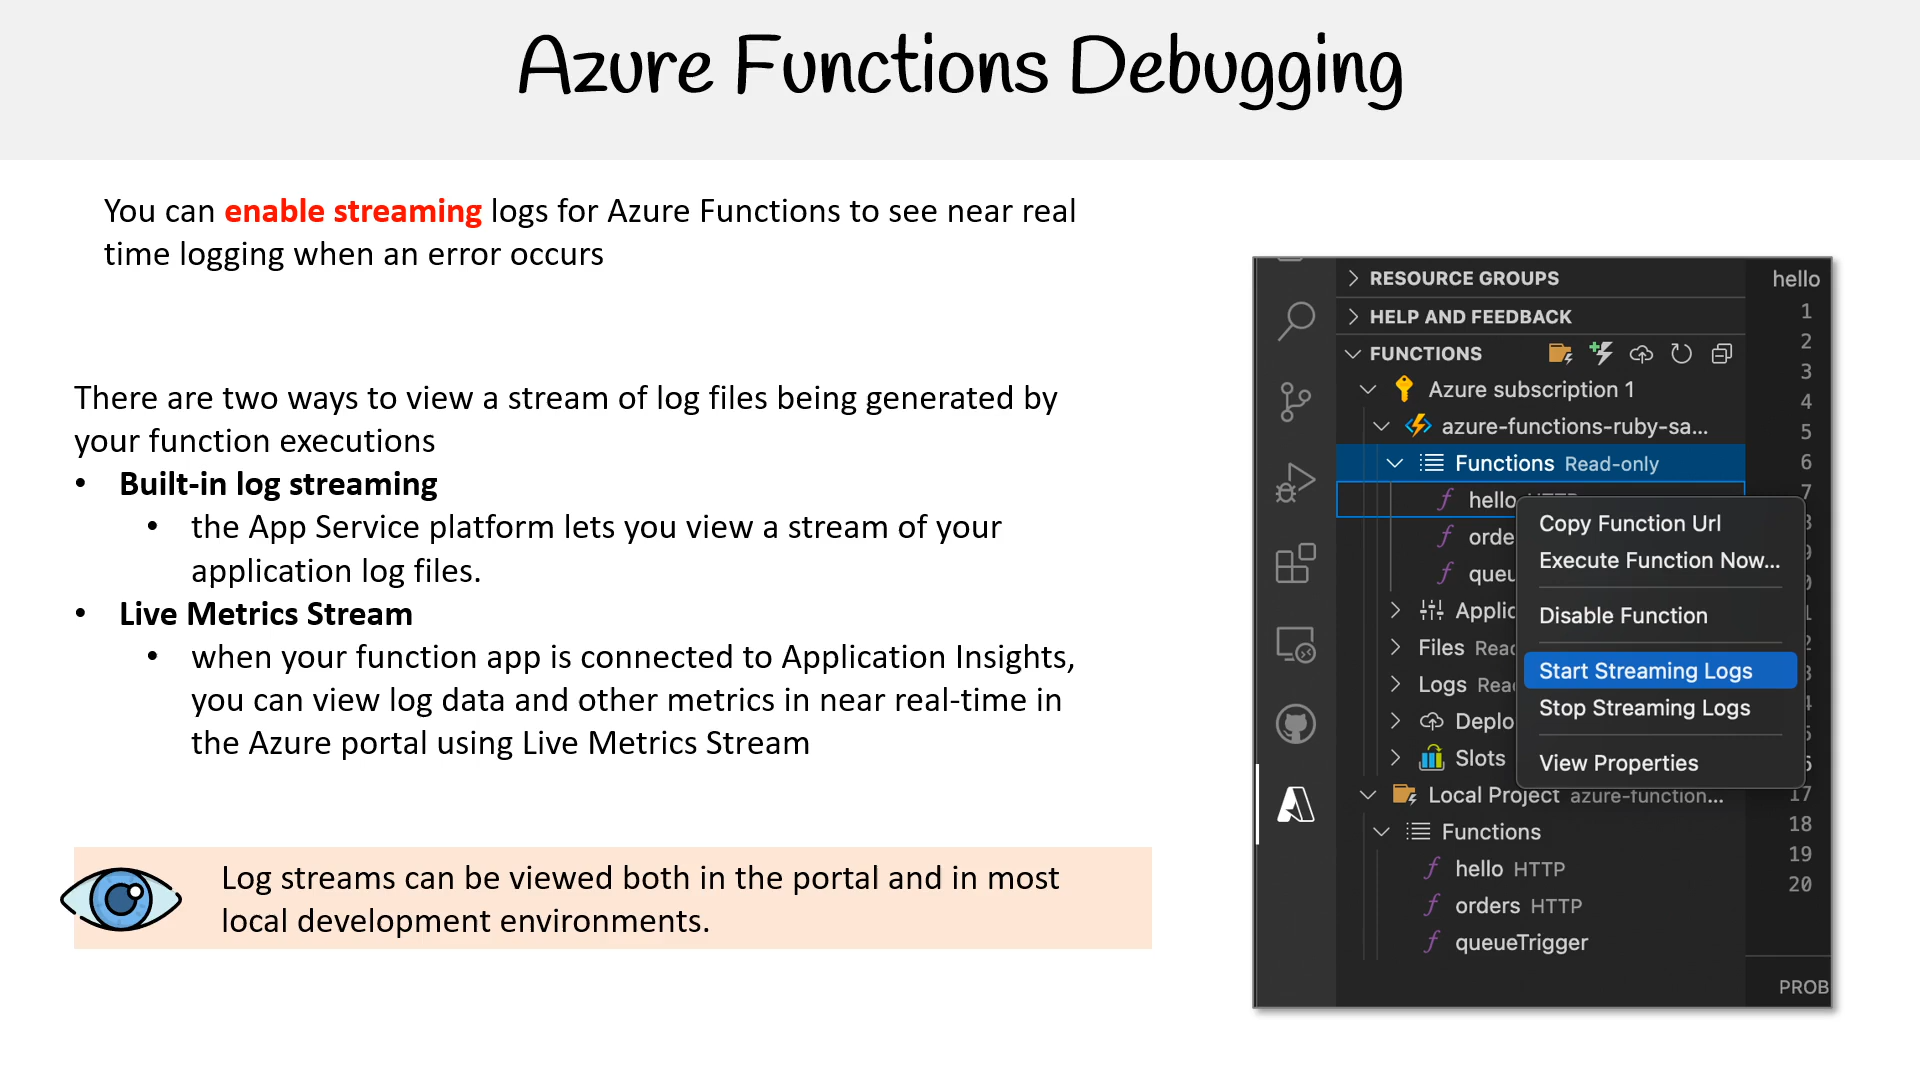 Azure Functions Debugging
You can enable streaming logs for Azure Functions to see near real
time logging when an error occurs
There are two ways to view a stream of log files being generated by
your function executions
• Built-in log streaming
• the App Service platform lets you view a stream of your
application log files.
• Live Metrics Stream
• when your function app is connected to Application Insights,
you can view log data and other metrics in near real-time in
the Azure portal using Live Metrics Stream
Log streams can be viewed both in the portal and in most
local development environments.
RESOURCE GROUPS
HELP AND FEEDBACK
FUNCTIONS
Azure subscription 1
azure-functions-ruby-sa...
Functions Read-only
hello
orde
queu
Applic
Files Read
Logs Rea
Deplo
Slots
Local Project azure-function...
Functions
hello HTTP
orders HTTP
queueTrigger
Copy Function Url
Execute Function Now...
Disable Function
Start Streaming Logs
Stop Streaming Logs
View Properties
hello
1
2
3
4
5
6
7
17
18
19
20
PROB